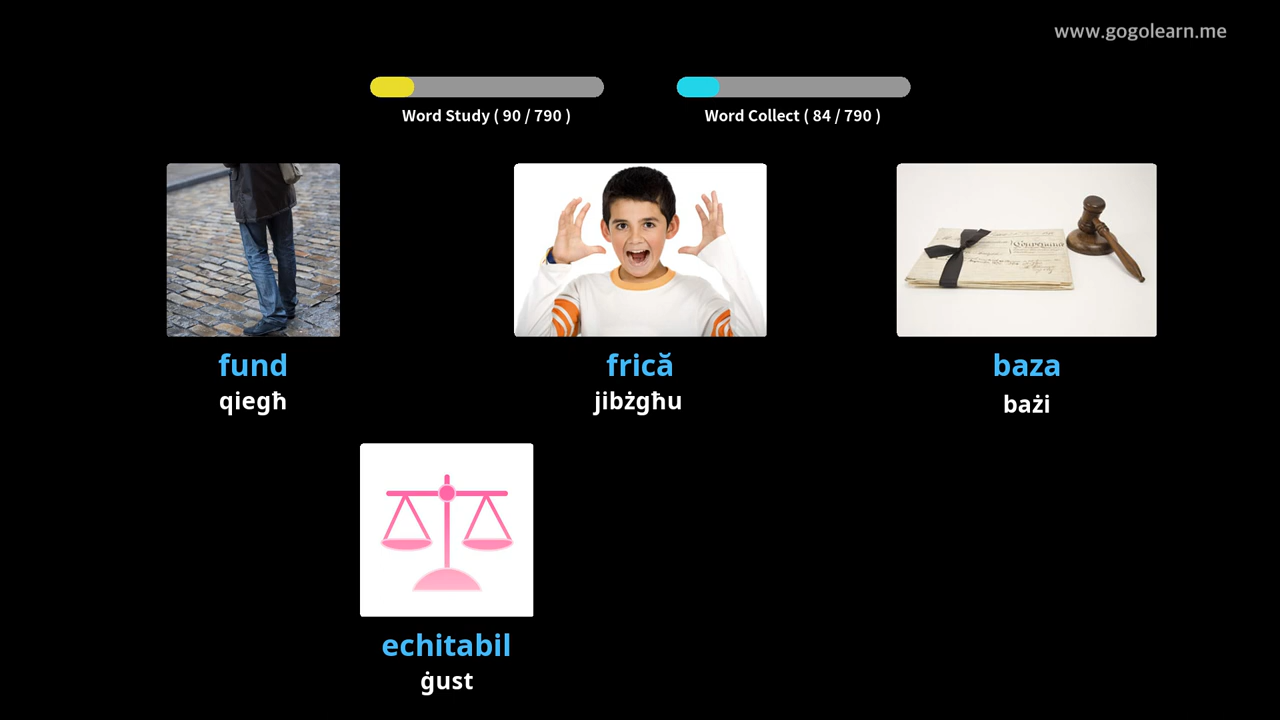 www.gogolearn.me
Word Study ( 90 / 790 )
Word Collect ( 84 / 790 )
fund
qiegħ
frică
jibżgħu
baza
bażi
echitabil
ġust